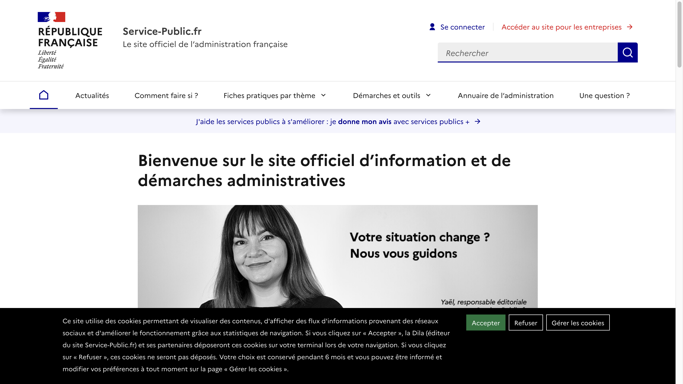 RÉPUBLIQUE
FRANÇAISE
Liberté
Égalité
Fraternité
Service-Public.fr
Le site officiel de l'administration française
Se connecter
Accéder au site pour les entreprises →
Rechercher
Actualités
Comment faire si ?
Fiches pratiques par thème
Démarches et outils
Annuaire de l'administration
Une question ?
J'aide les services publics à s'améliorer : je donne mon avis avec services publics + →
Bienvenue sur le site officiel d’information et de
démarches administratives
Votre situation change ?
Nous vous guidons
Yaël, responsable éditoriale
Ce site utilise des cookies permettant de visualiser des contenus, d'afficher des flux d'informations provenant des réseaux
sociaux et d'améliorer le fonctionnement grâce aux statistiques de navigation. Si vous cliquez sur « Accepter », la Dila (éditeur
du site Service-Public.fr) et ses partenaires déposeront ces cookies sur votre terminal lors de votre navigation. Si vous cliquez
sur « Refuser », ces cookies ne seront pas déposés. Votre choix est conservé pendant 6 mois et vous pouvez être informé et
modifier vos préférences à tout moment sur la page « Gérer les cookies ».
Accepter
Refuser
Gérer les cookies